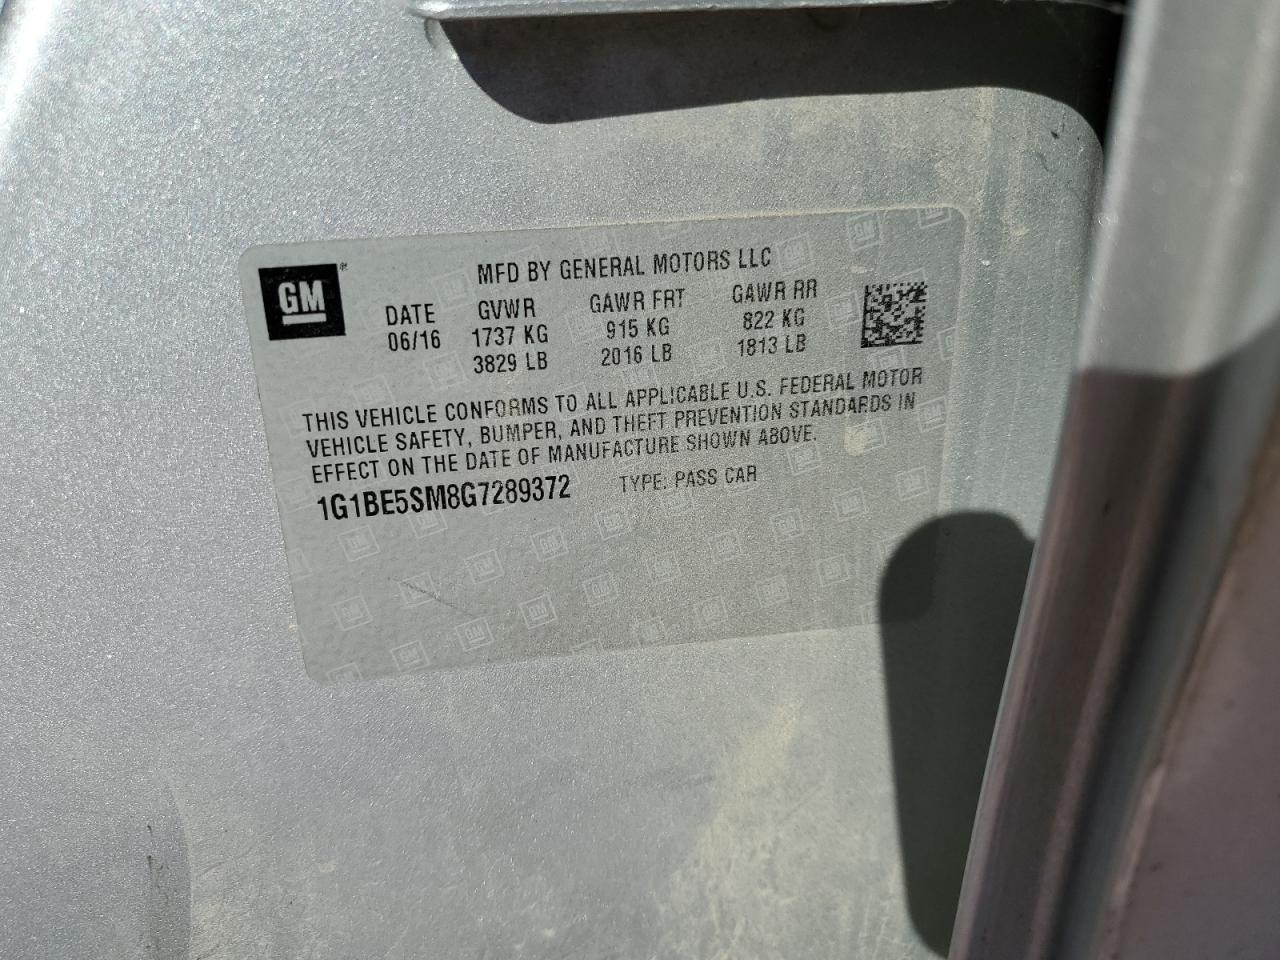 GM
MFD BY GENERAL MOTORS LLC
DATE GVWR GAWR FRT GAWR RR
06/16 1737 KG 915 KG 822 KG
3829 LB 2016 LB 1813 LB
THIS VEHICLE CONFORMS TO ALL APPLICABLE U.S. FEDERAL MOTOR
VEHICLE SAFETY, BUMPER, AND THEFT PREVENTION STANDARDS IN
EFFECT ON THE DATE OF MANUFACTURE SHOWN ABOVE.
1G1BE5SM8G7289372 TYPE: PASS CAR